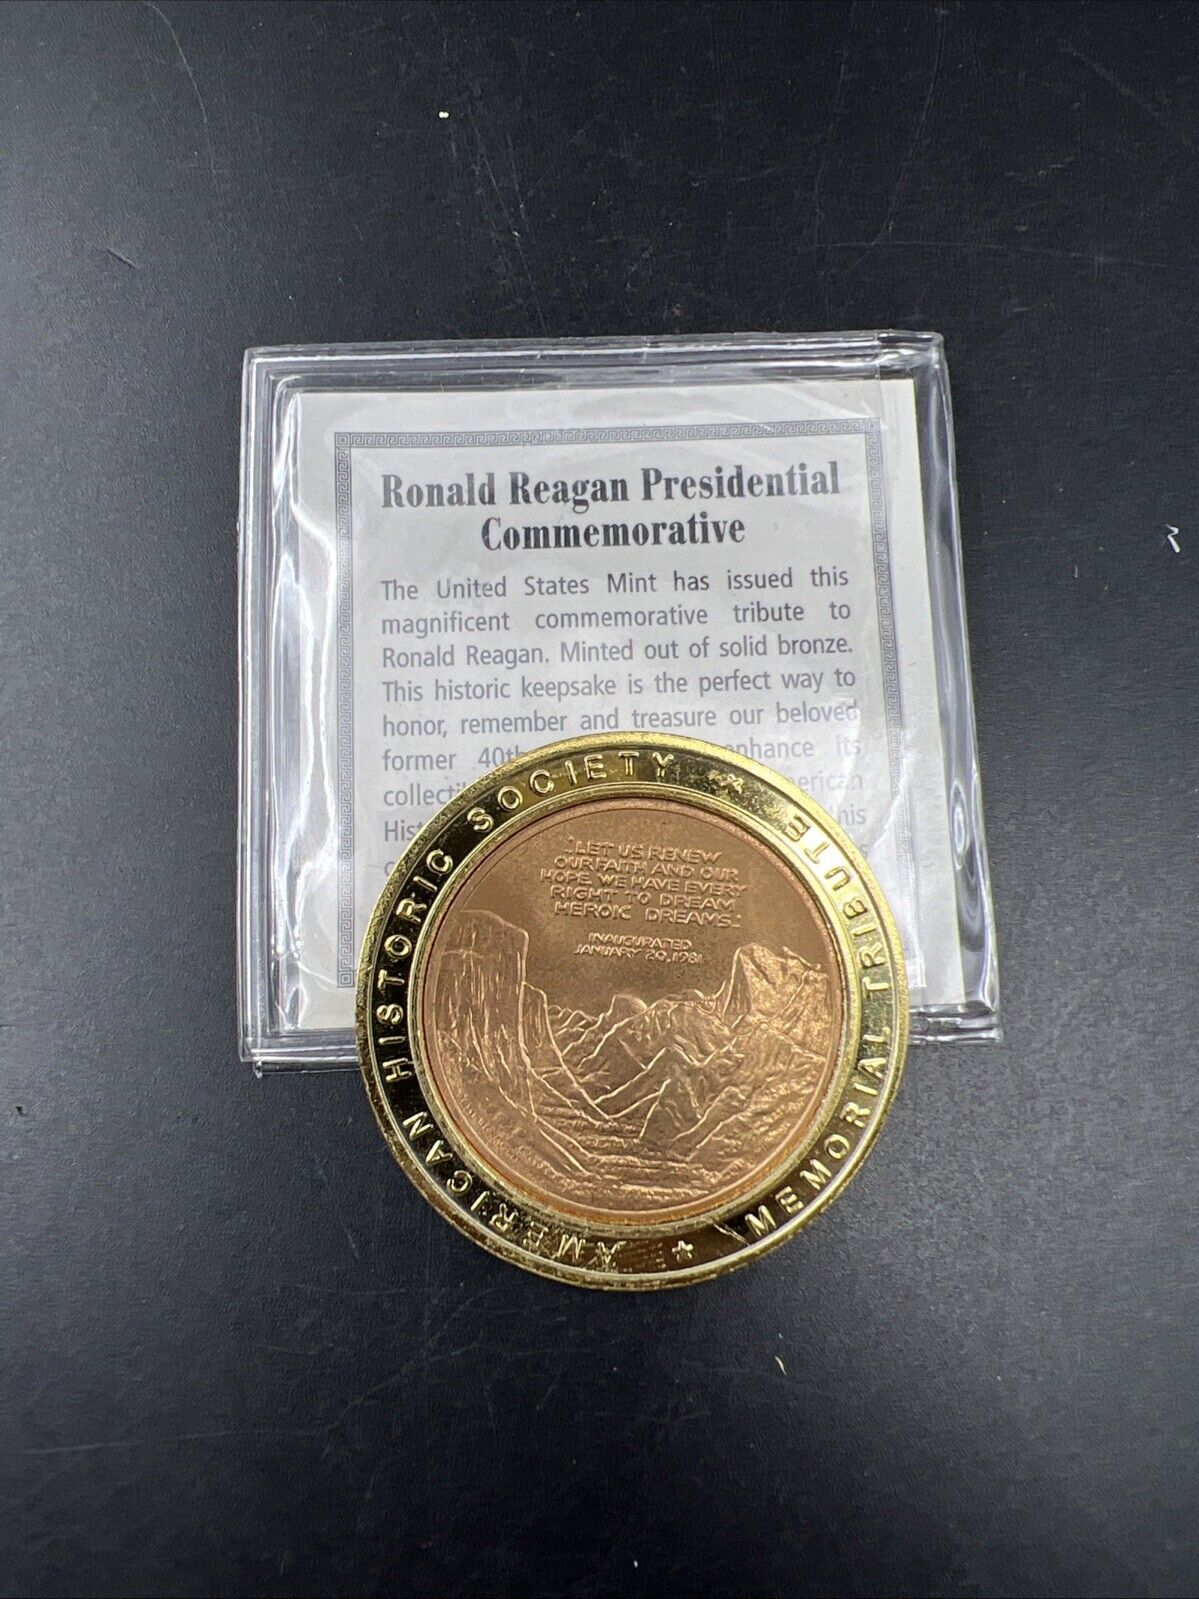 Ronald Reagan Presidential
Commemorative
The United States Mint has issued this
magnificent commemorative tribute to
Ronald Reagan. Minted out of solid bronze.
This historic keepsake is the perfect way to
honor, remember and treasure our beloved
former 40th enhance its
AMERICAN HISTORIC SOCIETY
MEMORIAL TRIBUTE
"LET US RENEW
OUR FAITH AND OUR
HOPE. WE HAVE EVERY
RIGHT TO DREAM
HEROIC DREAMS."
INAUGURATED
JANUARY 20, 1981